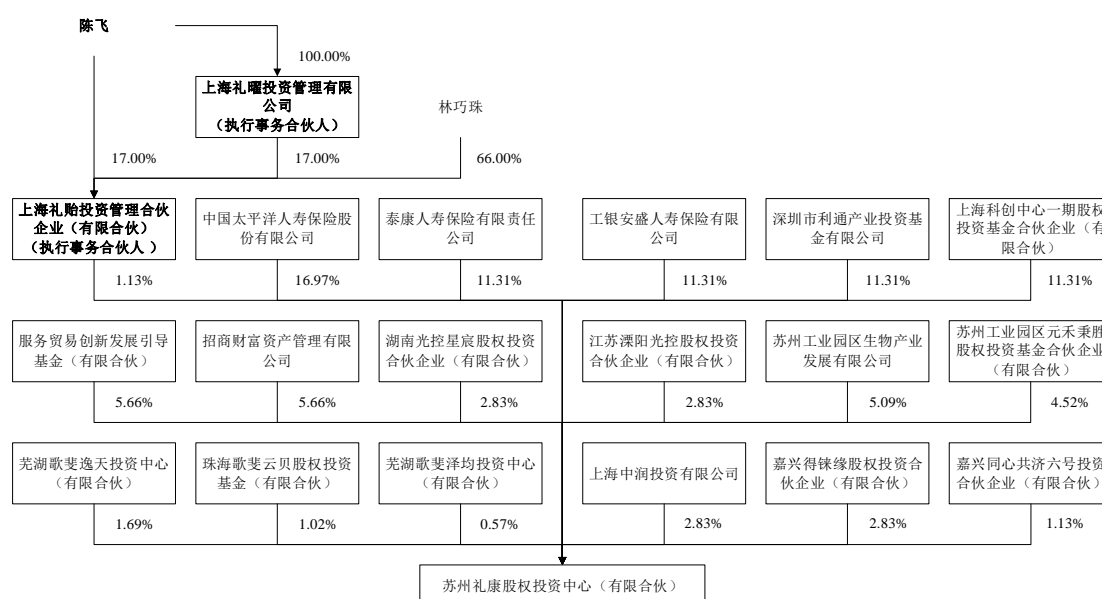 陈飞
100.00%
上海礼曜投资管理有限
公司
（执行事务合伙人）
林巧珠
17.00%
17.00%
66.00%
上海礼贻投资管理合伙
企业（有限合伙）
（执行事务合伙人 ）
中国太平洋人寿保险股
份有限公司
泰康人寿保险有限责任
公司
工银安盛人寿保险有限
公司
深圳市利通产业投资基
金有限公司
上海科创中心一期股权
投资基金合伙企业（有
限合伙）
1.13%
16.97%
11.31%
11.31%
11.31%
11.31%
服务贸易创新发展引导
基金（有限合伙）
招商财富资产管理有限
公司
湖南光控星宸股权投资
合伙企业（有限合伙）
江苏溧阳光控股权投资
合伙企业（有限合伙）
苏州工业园区生物产业
发展有限公司
苏州工业园区元禾秉胜
股权投资基金合伙企业
（有限合伙）
5.66%
5.66%
2.83%
2.83%
5.09%
4.52%
芜湖歌斐逸天投资中心
（有限合伙）
珠海歌斐云贝股权投资
基金（有限合伙）
芜湖歌斐泽均投资中心
（有限合伙）
上海中润投资有限公司
嘉兴得铼缘股权投资合
伙企业（有限合伙）
嘉兴同心共济六号投资
合伙企业（有限合伙）
1.69%
1.02%
0.57%
2.83%
2.83%
1.13%
苏州礼康股权投资中心（有限合伙）